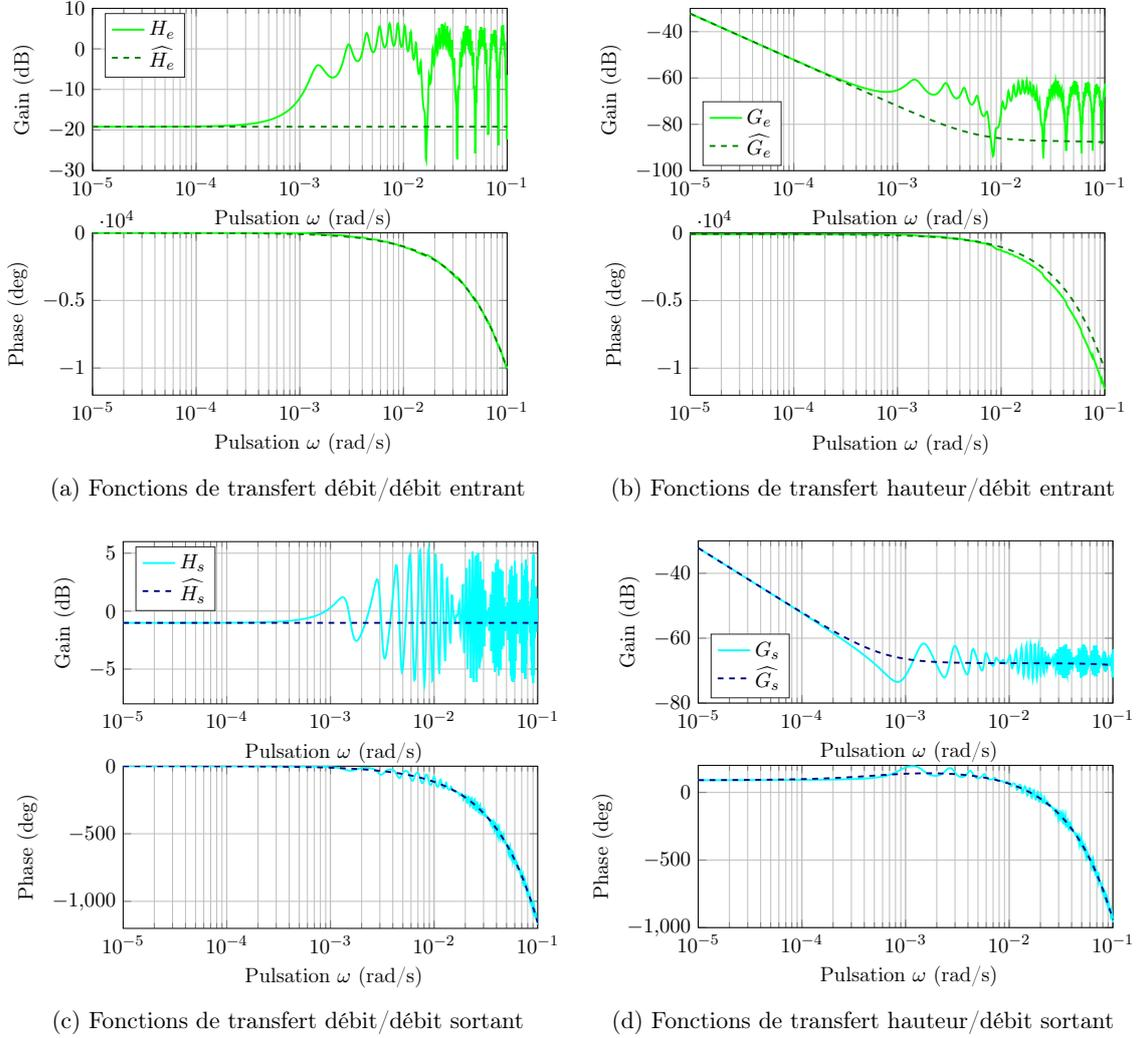 10
0
−10
−20
−30
Gain (dB)
H_e
\widehat{H_e}
10^{−5} 10^{−4} 10^{−3} 10^{−2} 10^{−1}
Pulsation ω (rad/s)
·10^4
0
−0.5
−1
Phase (deg)
10^{−5} 10^{−4} 10^{−3} 10^{−2} 10^{−1}
Pulsation ω (rad/s)
(a) Fonctions de transfert débit/débit entrant
−40
−60
−80
−100
Gain (dB)
G_e
\widehat{G_e}
10^{−5} 10^{−4} 10^{−3} 10^{−2} 10^{−1}
Pulsation ω (rad/s)
·10^4
0
−0.5
−1
Phase (deg)
10^{−5} 10^{−4} 10^{−3} 10^{−2} 10^{−1}
Pulsation ω (rad/s)
(b) Fonctions de transfert hauteur/débit entrant
5
0
−5
Gain (dB)
H_s
\widehat{H_s}
10^{−5} 10^{−4} 10^{−3} 10^{−2} 10^{−1}
Pulsation ω (rad/s)
0
−500
−1,000
Phase (deg)
10^{−5} 10^{−4} 10^{−3} 10^{−2} 10^{−1}
Pulsation ω (rad/s)
(c) Fonctions de transfert débit/débit sortant
−40
−60
−80
Gain (dB)
G_s
\widehat{G_s}
10^{−5} 10^{−4} 10^{−3} 10^{−2} 10^{−1}
Pulsation ω (rad/s)
0
−500
−1,000
Phase (deg)
10^{−5} 10^{−4} 10^{−3} 10^{−2} 10^{−1}
Pulsation ω (rad/s)
(d) Fonctions de transfert hauteur/débit sortant